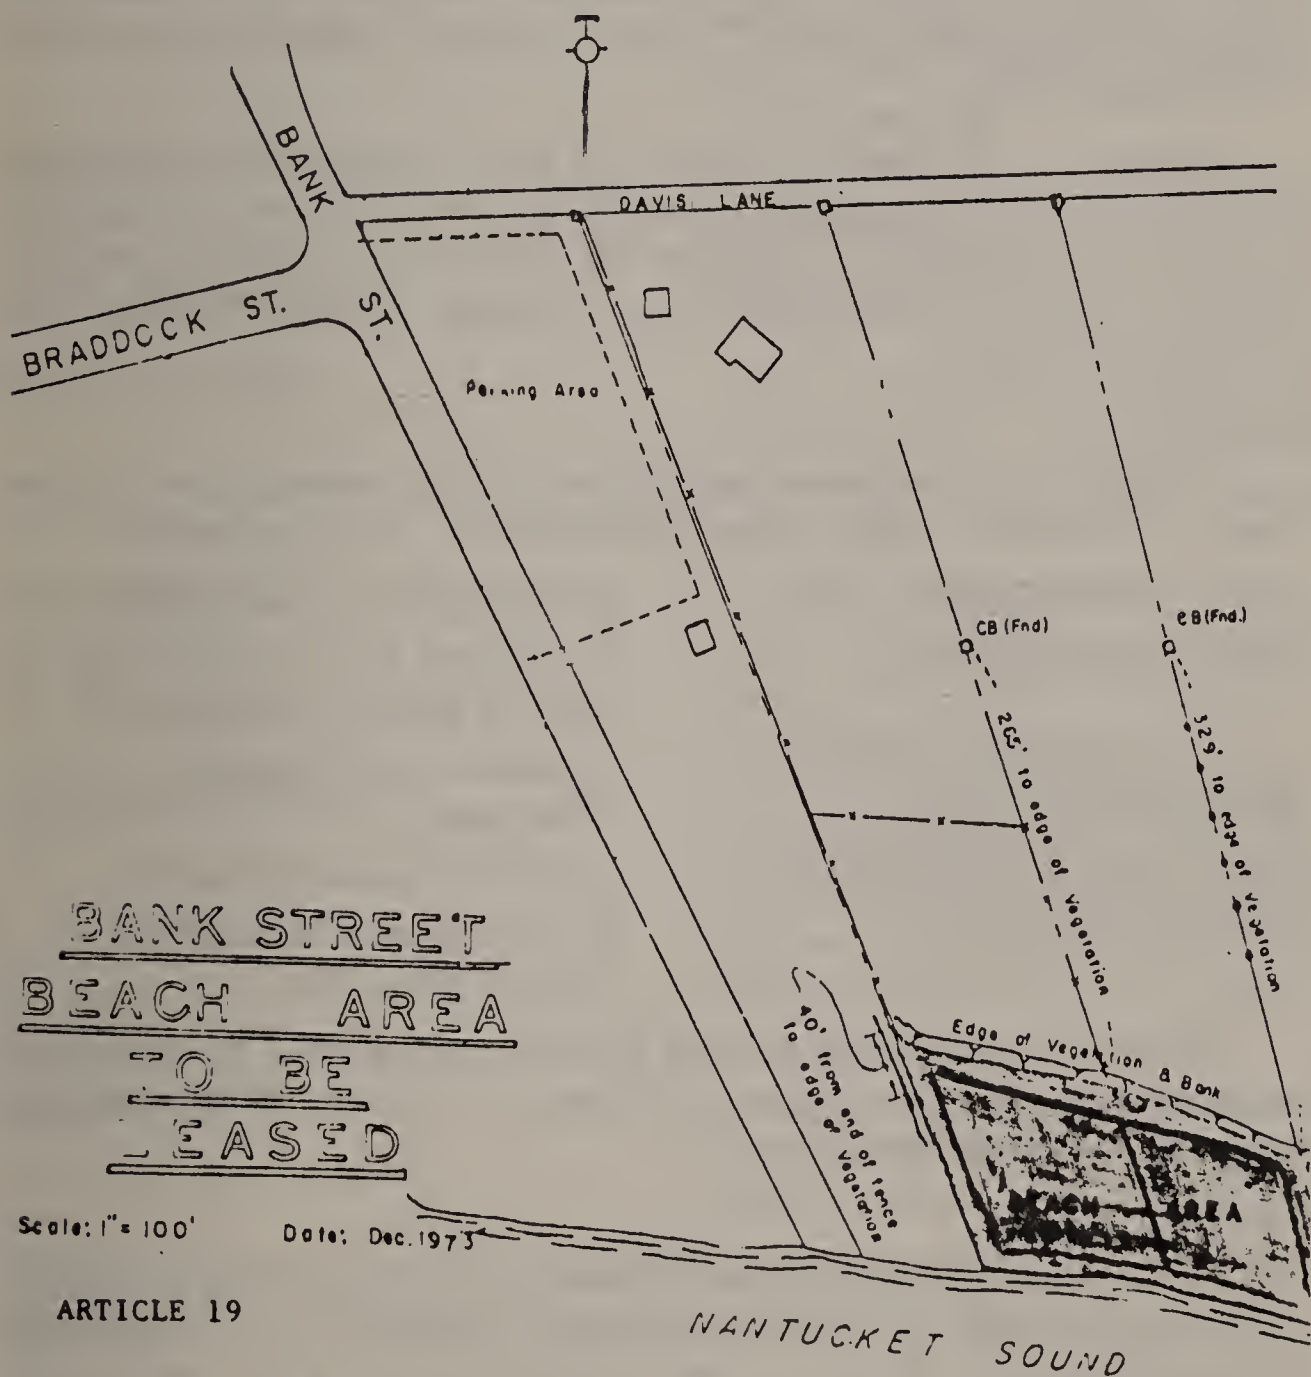 BANK
ST.
DAVIS LANE
BRADDOCK ST.
Parking Area
CB (Fnd)
CB (Fnd.)
265' to edge of Vegetation
329' to edge of Vegetation
40' from end of fence
to edge of Vegetation
Edge of Vegetation & Bank
BEACH AREA
BANK STREET
BEACH AREA
TO BE
LEASED
Scale: 1" = 100' Date: Dec. 1973
ARTICLE 19
NANTUCKET SOUND